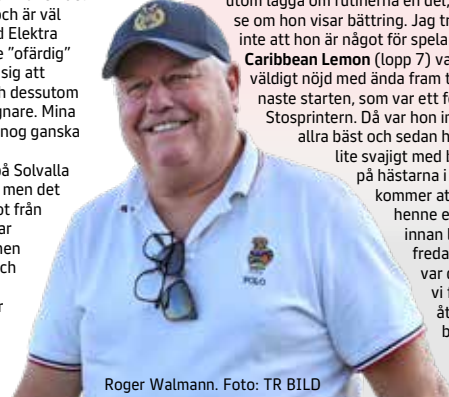 och är väl
d Elektra
e ”ofärdig”
sig att
h dessutom
gnare. Mina
nog ganska
på Solvalla
men det
ot från
ar
men
ch
r
utom lägga om rutinerna en del,
se om hon visar bättring. Jag tr
inte att hon är något för spela
Caribbean Lemon (lopp 7) va
väldigt nöjd med ända fram t
naste starten, som var ett f
Stosprintern. Då var hon in
allra bäst och sedan h
lite svajigt med b
på hästarna i
kommer at
henne e
innan l
freda
var d
vi f
åt
b
POLO
Roger Walmann. Foto: TR BILD